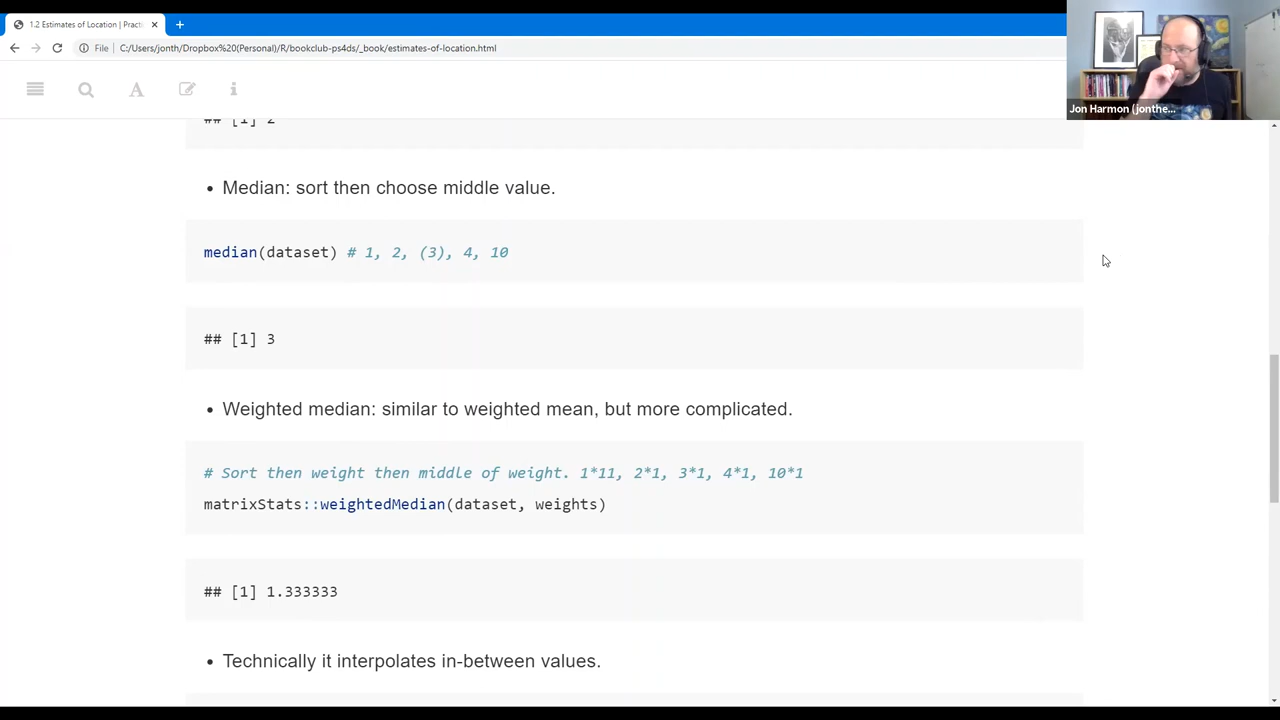 1.2 Estimates of Location | Practi
File
C:/Users/jonth/Dropbox%20(Personal)/R/bookclub-ps4ds/_book/estimates-of-location.html
Jon Harmon (jonthe...
## [1] 2
• Median: sort then choose middle value.
median(dataset) # 1, 2, (3), 4, 10
## [1] 3
• Weighted median: similar to weighted mean, but more complicated.
# Sort then weight then middle of weight. 1*11, 2*1, 3*1, 4*1, 10*1
matrixStats::weightedMedian(dataset, weights)
## [1] 1.333333
• Technically it interpolates in-between values.